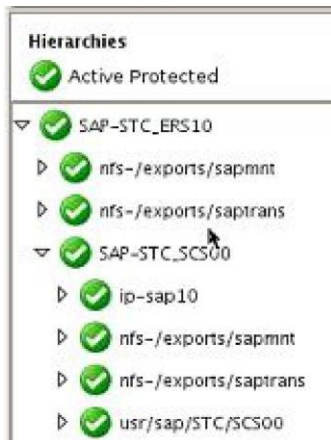 Hierarchies
Active Protected
SAP-STC_ERS10
nfs-/exports/sapmnt
nfs-/exports/saptrans
SAP-STC_SCS00
ip-sap10
nfs-/exports/sapmnt
nfs-/exports/saptrans
usr/sap/STC/SCS00